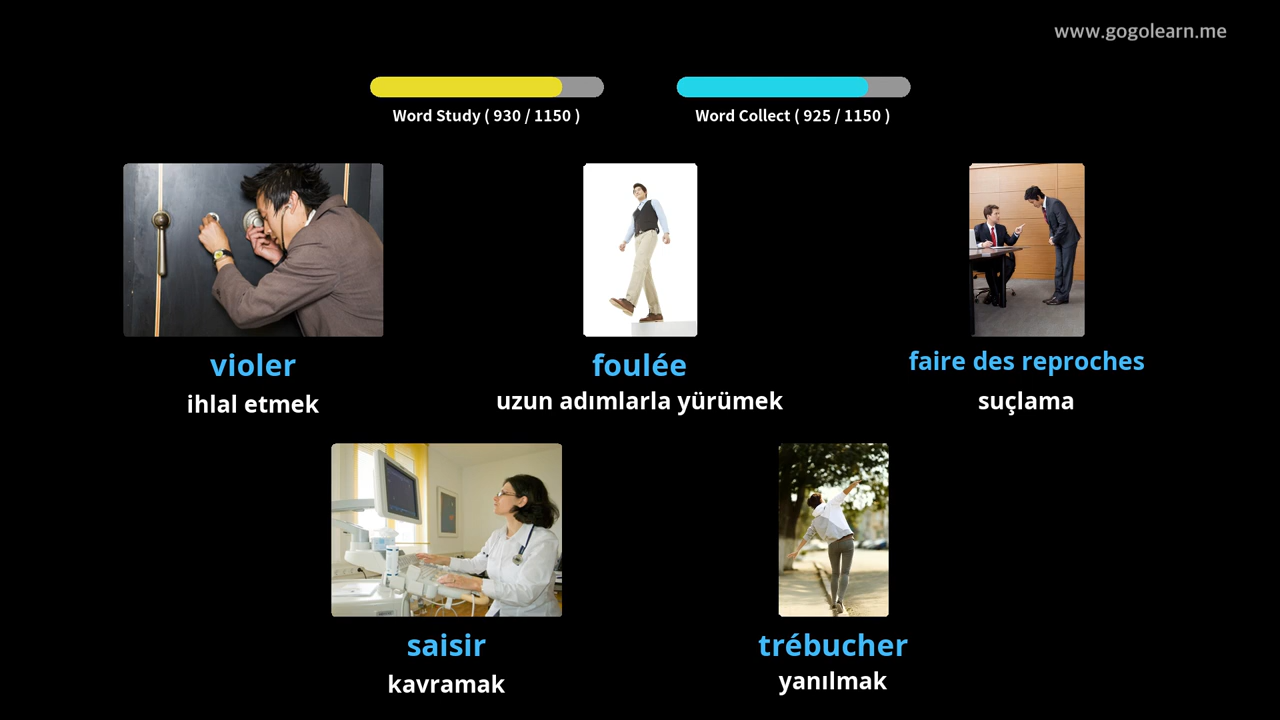 www.gogolearn.me
Word Study ( 930 / 1150 )
Word Collect ( 925 / 1150 )
violer
ihlal etmek
foulée
uzun adımlarla yürümek
faire des reproches
suçlama
saisir
kavramak
trébucher
yanılmak